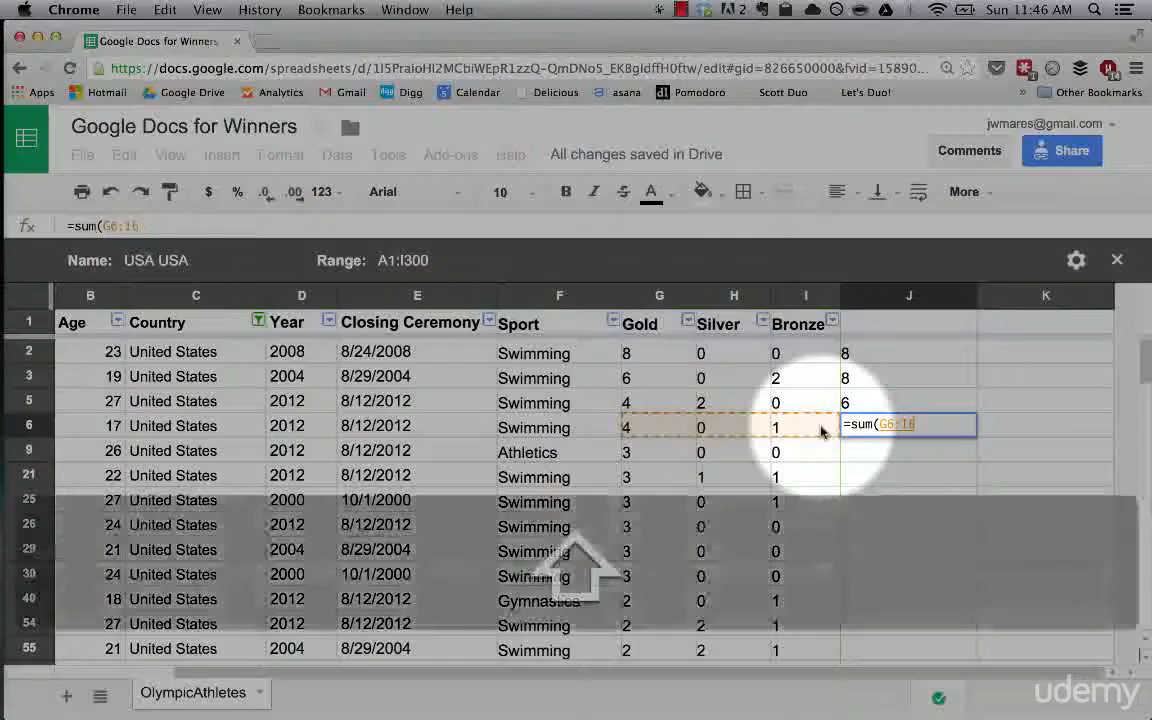 Chrome File Edit View History Bookmarks Window Help 2 Sun 11:46 AM
Google Docs for Winners
https://docs.google.com/spreadsheets/d/1I5PraioHI2MCbiWEpR1zzQ-QmDNo5_EKBgIdffH0ftw/edit#gid=826650000&fvid=15890...
Apps Hotmail Google Drive Analytics Gmail Digg Calendar Delicious asana Pomodoro Scott Duo Let's Duo! » Other Bookmarks
Google Docs for Winners jwmares@gmail.com
File Edit View Insert Format Data Tools Add-ons Help All changes saved in Drive Comments Share
$ % .0 .00 123 Arial 10 B I S A More
fx =sum(G6:I6
Name: USA USA Range: A1:I300
B C D E F G H I J K
1 Age Country Year Closing Ceremony Sport Gold Silver Bronze
2 23 United States 2008 8/24/2008 Swimming 8 0 0 8
3 19 United States 2004 8/29/2004 Swimming 6 0 2 8
5 27 United States 2012 8/12/2012 Swimming 4 2 0 6
6 17 United States 2012 8/12/2012 Swimming 4 0 1 =sum(G6:I6
9 26 United States 2012 8/12/2012 Athletics 3 0 0
21 22 United States 2012 8/12/2012 Swimming 3 1 1
25 27 United States 2000 10/1/2000 Swimming 3 0 1
26 24 United States 2012 8/12/2012 Swimming 3 0 0
29 21 United States 2004 8/29/2004 Swimming 3 0 0
30 24 United States 2000 10/1/2000 Swimming 3 0 0
40 18 United States 2012 8/12/2012 Gymnastics 2 0 1
54 27 United States 2012 8/12/2012 Swimming 2 2 1
55 21 United States 2004 8/29/2004 Swimming 2 2 1
OlympicAthletes
udemy